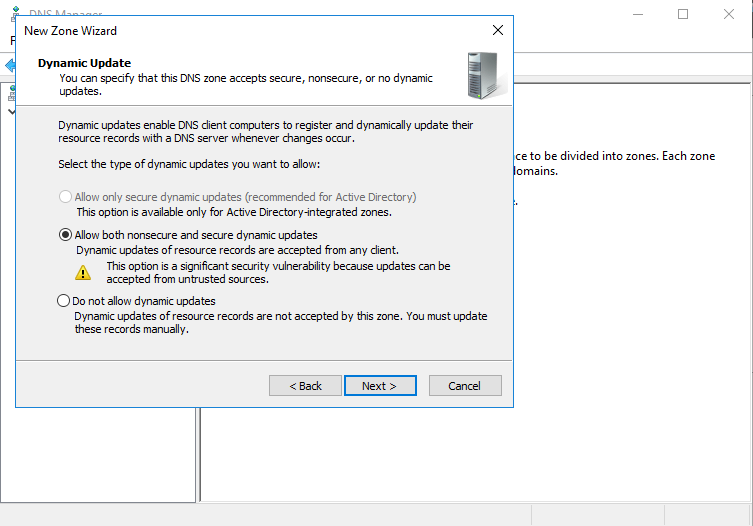 DNS Manager
New Zone Wizard
Dynamic Update
You can specify that this DNS zone accepts secure, nonsecure, or no dynamic
updates.
Dynamic updates enable DNS client computers to register and dynamically update their
resource records with a DNS server whenever changes occur.
Select the type of dynamic updates you want to allow:
Allow only secure dynamic updates (recommended for Active Directory)
This option is available only for Active Directory-integrated zones.
Allow both nonsecure and secure dynamic updates
Dynamic updates of resource records are accepted from any client.
This option is a significant security vulnerability because updates can be
accepted from untrusted sources.
Do not allow dynamic updates
Dynamic updates of resource records are not accepted by this zone. You must update
these records manually.
< Back
Next >
Cancel
to be divided into zones. Each zone